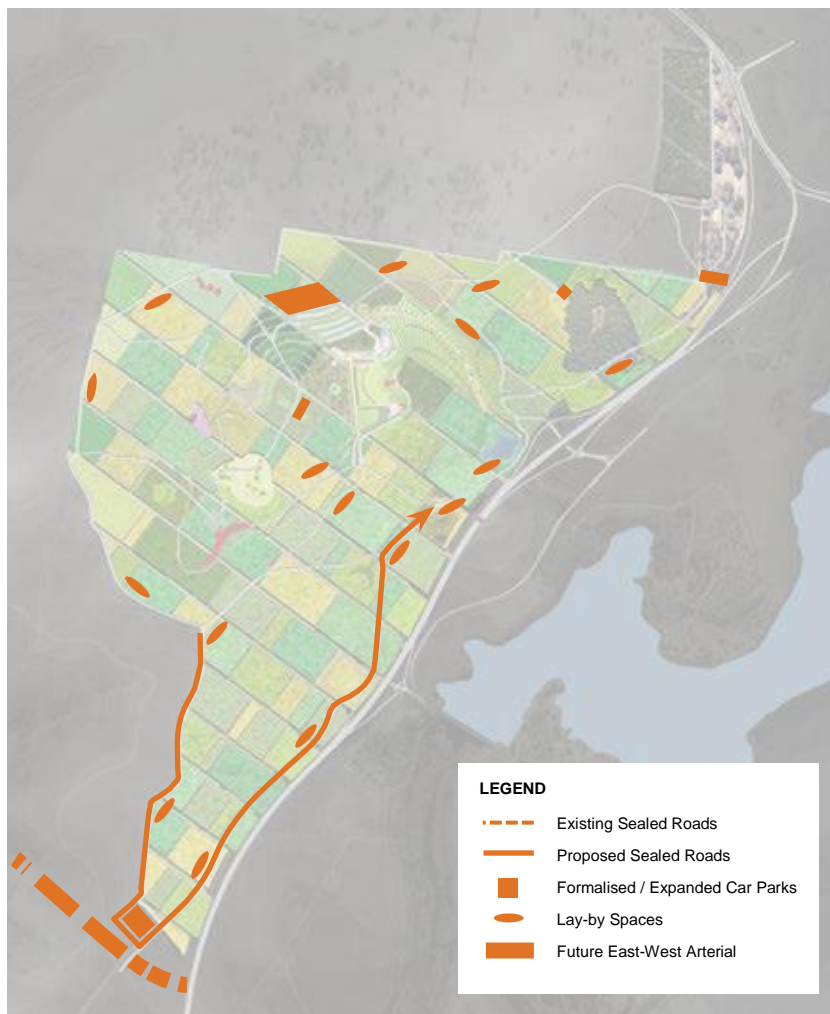 LEGEND
Existing Sealed Roads
Proposed Sealed Roads
Formalised / Expanded Car Parks
Lay-by Spaces
Future East-West Arterial